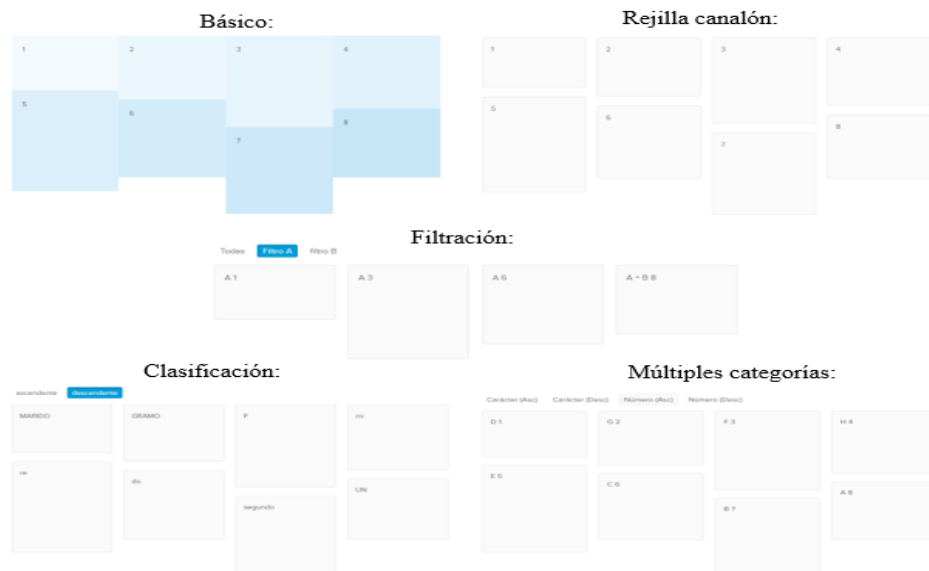 Básico:
1 2 3 4
5 6 7 8
Rejilla canalón:
1 2 3 4
5 6 7 8
Filtración:
Todas Filtro A filtro B
A 1 A 3 A 6 A - B 8
Clasificación:
ascendente descendente
MARIDO GRAMO F mi
re do segundo UN
Múltiples categorías:
Carácter (Asc) Carácter (Desc) Número (Asc) Número (Desc)
D 1 G 2 F 3 H 4
E 5 C 6 B 7 A 8